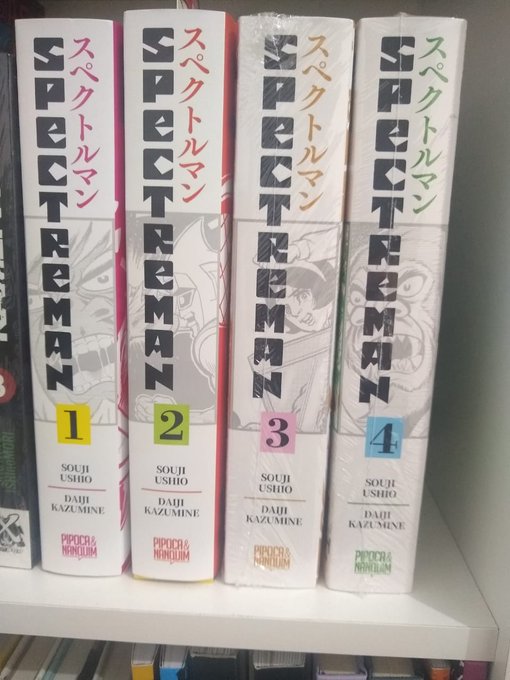 スペクトルマン
SPECTREMAN
1
SOUJI
USHIO
DAIJI
KAZUMINE
PIPOCA &
NANQUIM
スペクトルマン
SPECTREMAN
2
SOUJI
USHIO
DAIJI
KAZUMINE
PIPOCA &
NANQUIM
スペクトルマン
SPECTREMAN
3
SOUJI
USHIO
DAIJI
KAZUMINE
PIPOCA &
NANQUIM
スペクトルマン
SPECTREMAN
4
SOUJI
USHIO
DAIJI
KAZUMINE
PIPOCA &
NANQUIM